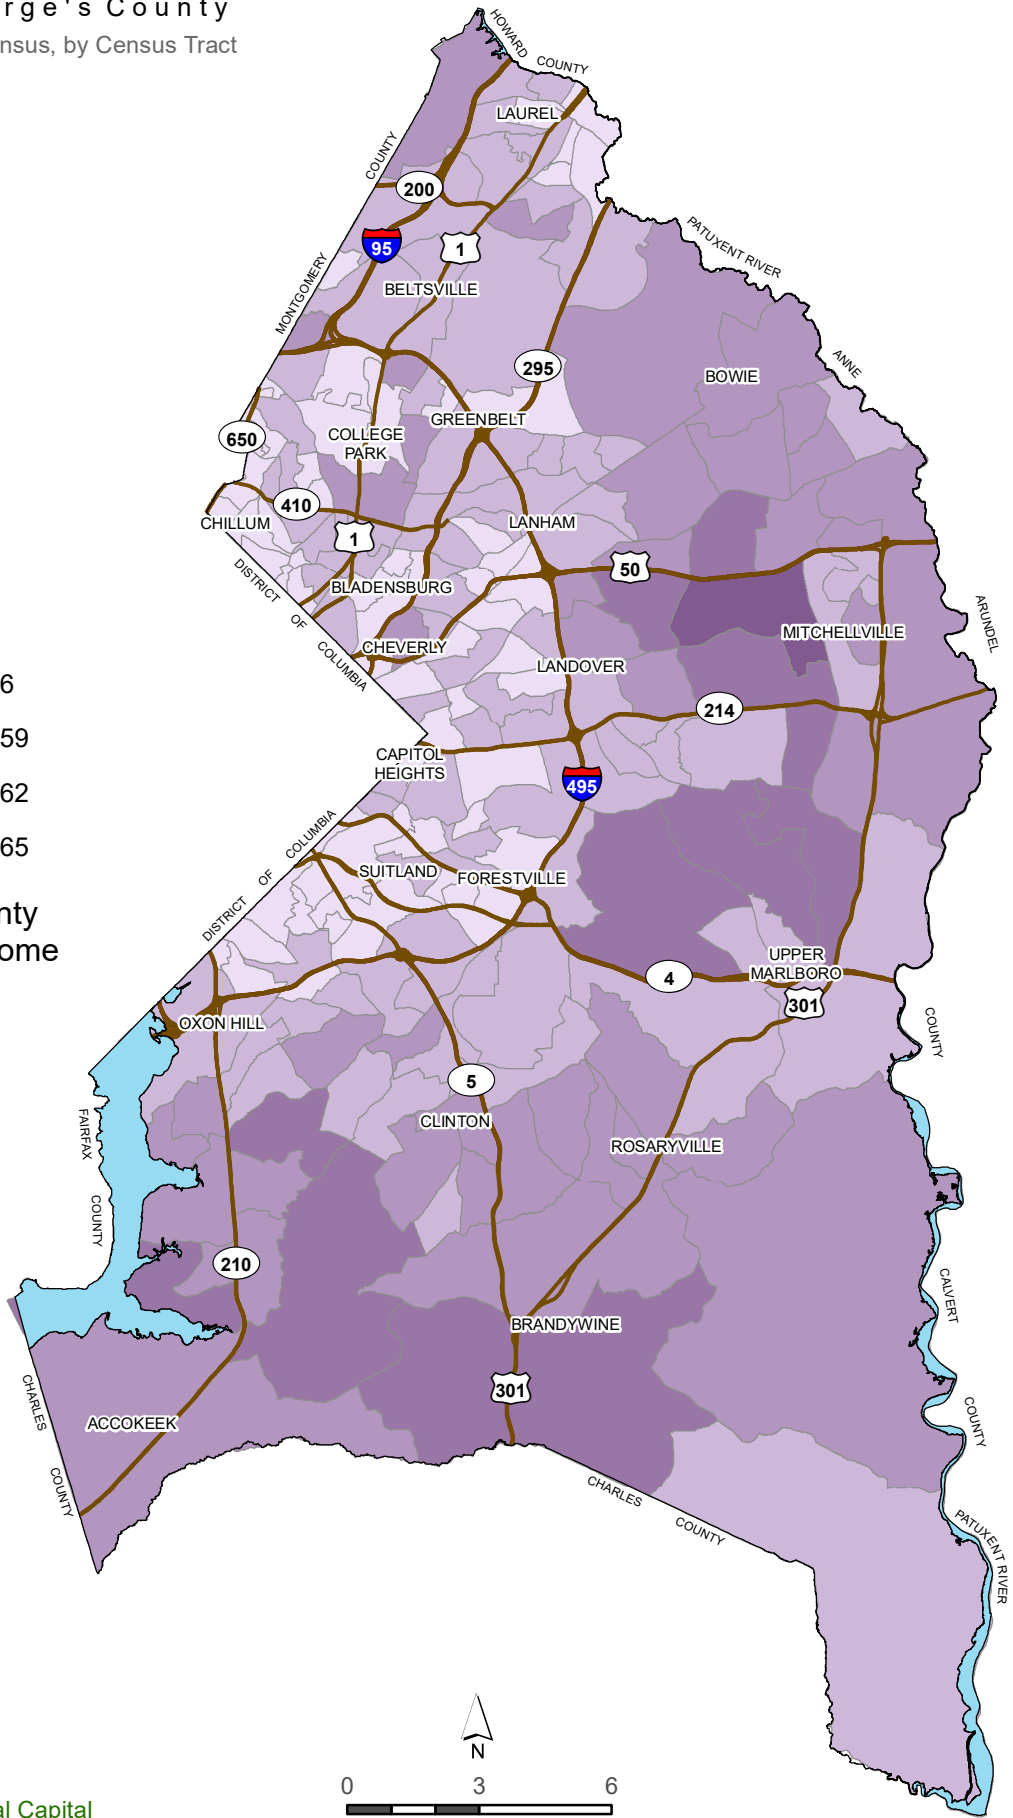 rge's County
nsus, by Census Tract
HOWARD COUNTY
LAUREL
COUNTY
200
95
1
PATUXENT RIVER
MONTGOMERY
BELTSVILLE
295
ANNE
BOWIE
GREENBELT
650
COLLEGE
PARK
410
CHILLUM
LANHAM
1
50
DISTRICT OF COLUMBIA
BLADENSBURG
ARUNDEL
MITCHELLVILLE
CHEVERLY
LANDOVER
6
214
59
CAPITOL
HEIGHTS
495
62
DISTRICT OF COLUMBIA
65
SUITLAND
FORESTVILLE
nty
ome
UPPER
MARLBORO
4
301
OXON HILL
COUNTY
5
FAIRFAX
CLINTON
ROSARYVILLE
COUNTY
210
CALVERT
BRANDYWINE
301
CHARLES
ACCOKEEK
COUNTY
COUNTY
CHARLES
COUNTY
PATUXENT RIVER
N
0 3 6
al Capital